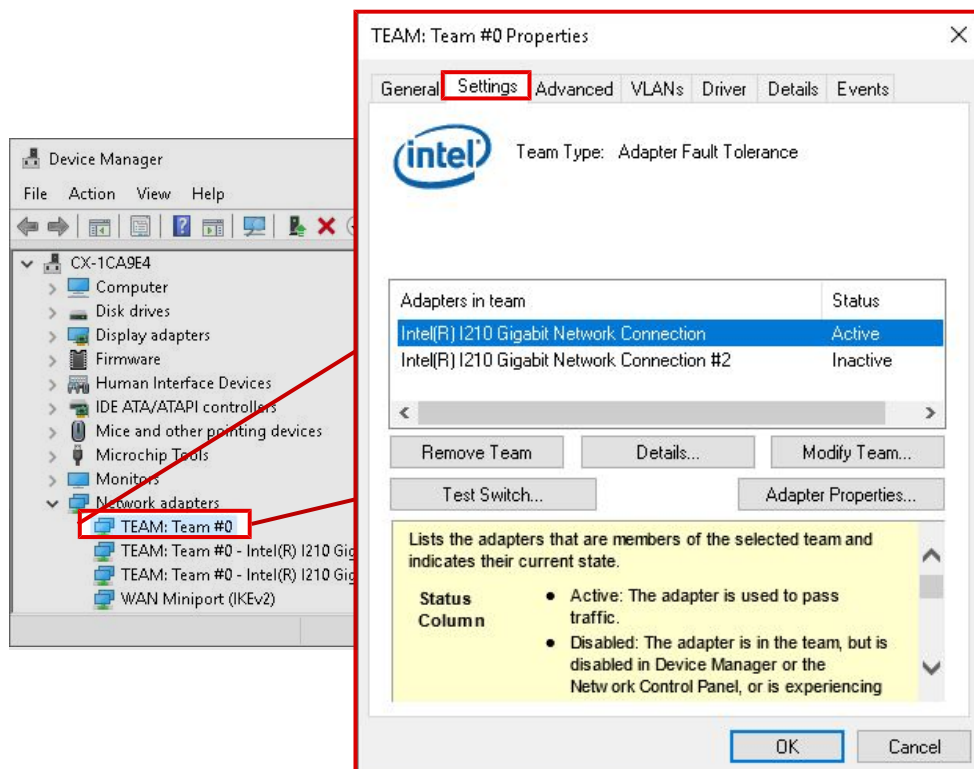 TEAM: Team #0 Properties
General Settings Advanced VLANs Driver Details Events
intel Team Type: Adapter Fault Tolerance
Adapters in team Status
Intel(R) I210 Gigabit Network Connection Active
Intel(R) I210 Gigabit Network Connection #2 Inactive
Remove Team Details... Modify Team...
Test Switch... Adapter Properties...
Lists the adapters that are members of the selected team and
indicates their current state.
Status
Column
● Active: The adapter is used to pass
traffic.
● Disabled: The adapter is in the team, but is
disabled in Device Manager or the
Network Control Panel, or is experiencing
OK Cancel
Device Manager
File Action View Help
CX-1CA9E4
Computer
Disk drives
Display adapters
Firmware
Human Interface Devices
IDE ATA/ATAPI controllers
Mice and other pointing devices
Microchip Tools
Monitors
Network adapters
TEAM: Team #0
TEAM: Team #0 - Intel(R) I210 Gig
TEAM: Team #0 - Intel(R) I210 Gig
WAN Miniport (IKEv2)